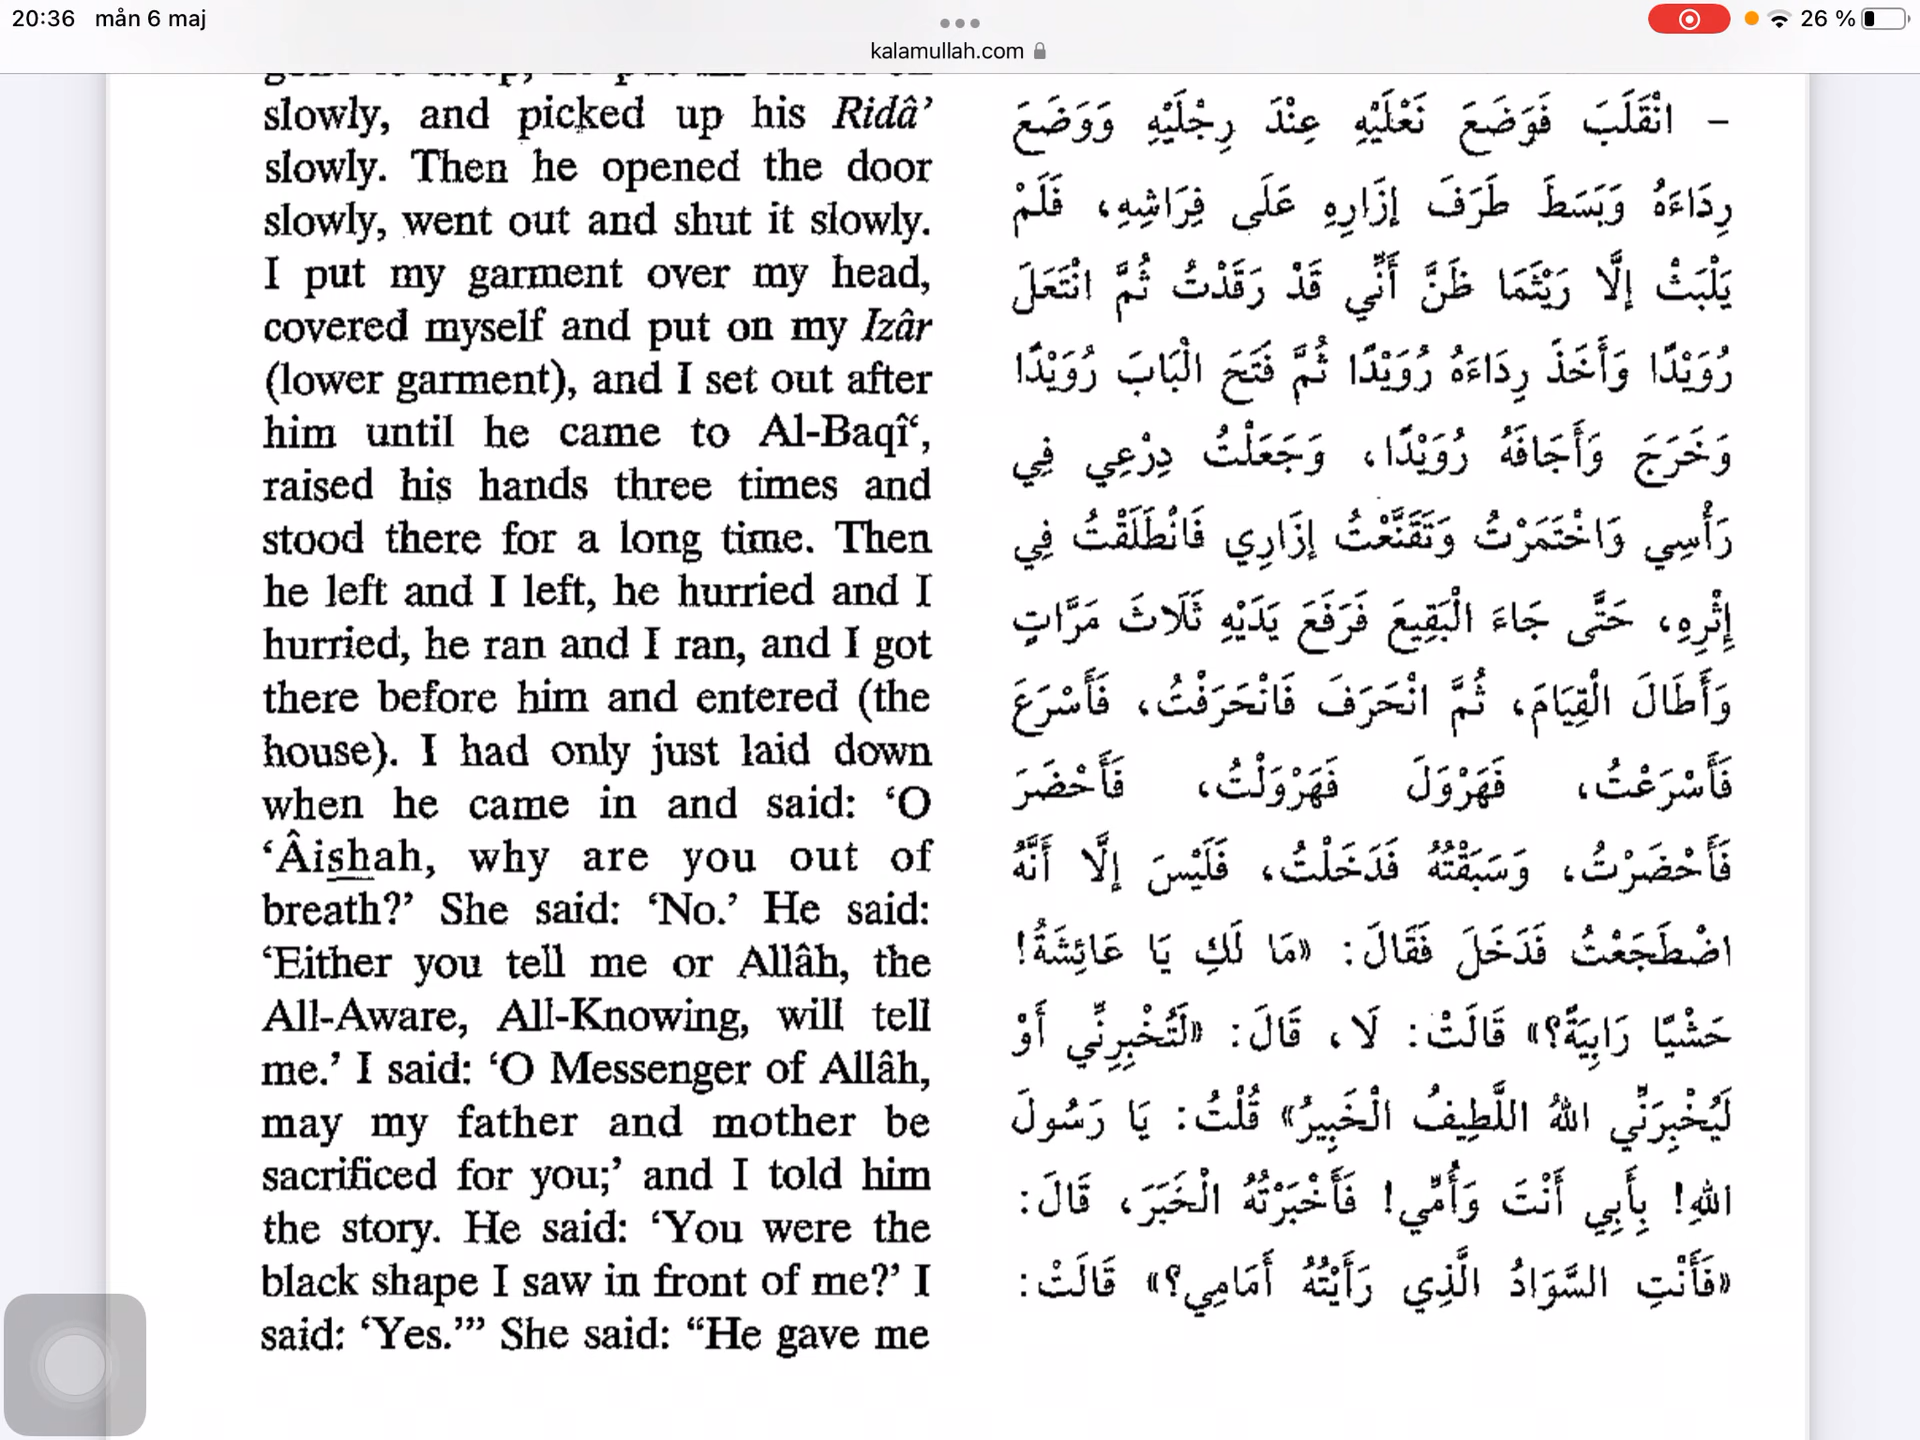 20:36 mån 6 maj
26 %
kalamullah.com
slowly, and picked up his Ridâ’
slowly. Then he opened the door
slowly, went out and shut it slowly.
I put my garment over my head,
covered myself and put on my Izâr
(lower garment), and I set out after
him until he came to Al-Baqî‘,
raised his hands three times and
stood there for a long time. Then
he left and I left, he hurried and I
hurried, he ran and I ran, and I got
there before him and entered (the
house). I had only just laid down
when he came in and said: ‘O
‘Âishah, why are you out of
breath?’ She said: ‘No.’ He said:
‘Either you tell me or Allâh, the
All-Aware, All-Knowing, will tell
me.’ I said: ‘O Messenger of Allâh,
may my father and mother be
sacrificed for you;’ and I told him
the story. He said: ‘You were the
black shape I saw in front of me?’ I
said: ‘Yes.’” She said: “He gave me
– انْقَلَبَ فَوَضَعَ نَعْلَيْهِ عِنْدَ رِجْلَيْهِ وَوَضَعَ
رِدَاءَهُ وَبَسَطَ طَرَفَ إِزَارِهِ عَلَى فِرَاشِهِ، فَلَمْ
يَلْبَثْ إِلَّا رَيْثَمَا ظَنَّ أَنِّي قَدْ رَقَدْتُ ثُمَّ انْتَعَلَ
رُوَيْدًا وَأَخَذَ رِدَاءَهُ رُوَيْدًا ثُمَّ فَتَحَ الْبَابَ رُوَيْدًا
وَخَرَجَ وَأَجَافَهُ رُوَيْدًا، وَجَعَلْتُ دِرْعِي فِي
رَأْسِي وَاخْتَمَرْتُ وَتَقَنَّعْتُ إِزَارِي فَانْطَلَقْتُ فِي
إِثْرِهِ، حَتَّى جَاءَ الْبَقِيعَ فَرَفَعَ يَدَيْهِ ثَلَاثَ مَرَّاتٍ
وَأَطَالَ الْقِيَامَ، ثُمَّ انْحَرَفَ فَانْحَرَفْتُ، فَأَسْرَعَ
فَأَسْرَعْتُ، فَهَرْوَلَ فَهَرْوَلْتُ، فَأَحْضَرَ
فَأَحْضَرْتُ، وَسَبَقْتُهُ فَدَخَلْتُ، فَلَيْسَ إِلَّا أَنَّهُ
اضْطَجَعْتُ فَدَخَلَ فَقَالَ: «مَا لَكِ يَا عَائِشَةُ!
حَشْيَا رَابِيَةً؟» قَالَتْ: لَا، قَالَ: «لَتُخْبِرِنِّي أَوْ
لَيُخْبِرَنِّي اللهُ اللَّطِيفُ الْخَبِيرُ» قُلْتُ: يَا رَسُولَ
اللهِ! بِأَبِي أَنْتَ وَأُمِّي! فَأَخْبَرْتُهُ الْخَبَرَ، قَالَ:
«فَأَنْتِ السَّوَادُ الَّذِي رَأَيْتُهُ أَمَامِي؟» قَالَتْ: